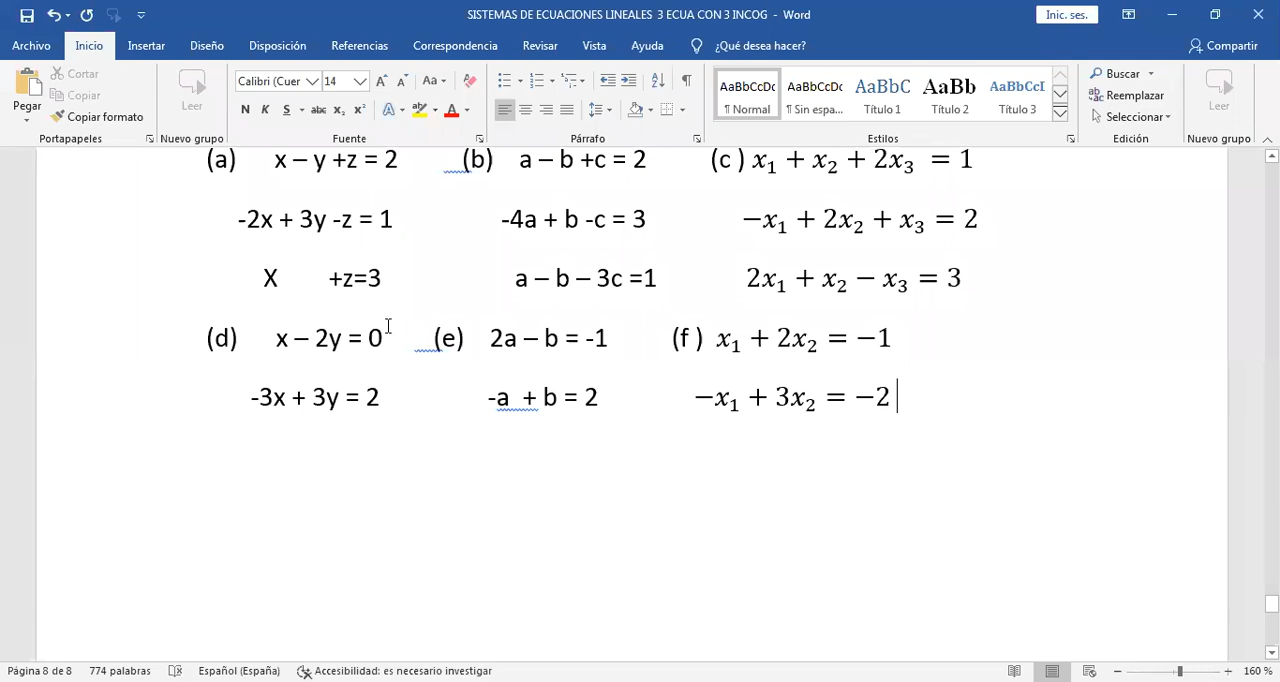 SISTEMAS DE ECUACIONES LINEALES 3 ECUA CON 3 INCOG - Word
Inic. ses.
Archivo Inicio Insertar Diseño Disposición Referencias Correspondencia Revisar Vista Ayuda ¿Qué desea hacer? Compartir
Pegar
Cortar
Copiar
Copiar formato
Portapapeles
Leer
Nuevo grupo
Calibri (Cuer 14
Fuente
Párrafo
AaBbCcDc AaBbCcDc AaBbC AaBb AaBbCcI
¶ Normal ¶ Sin espa... Título 1 Título 2 Título 3
Estilos
Buscar
Reemplazar
Seleccionar
Edición
Leer
Nuevo grupo
(a) x – y +z = 2 (b) a – b +c = 2 (c ) x₁ + x₂ + 2x₃ = 1
-2x + 3y -z = 1 -4a + b -c = 3 −x₁ + 2x₂ + x₃ = 2
X +z=3 a – b – 3c =1 2x₁ + x₂ − x₃ = 3
(d) x – 2y = 0 (e) 2a – b = -1 (f ) x₁ + 2x₂ = −1
-3x + 3y = 2 -a + b = 2 −x₁ + 3x₂ = −2
Página 8 de 8 774 palabras Español (España) Accesibilidad: es necesario investigar 160 %